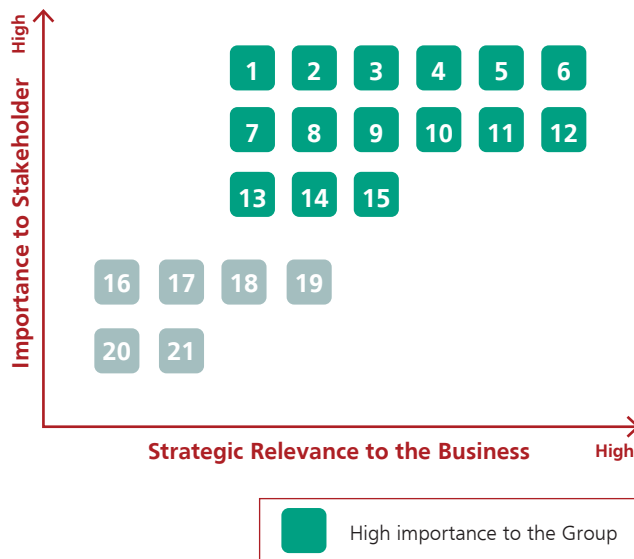 High
Importance to Stakeholder
1 2 3 4 5 6
7 8 9 10 11 12
13 14 15
16 17 18 19
20 21
Strategic Relevance to the Business
High
High importance to the Group